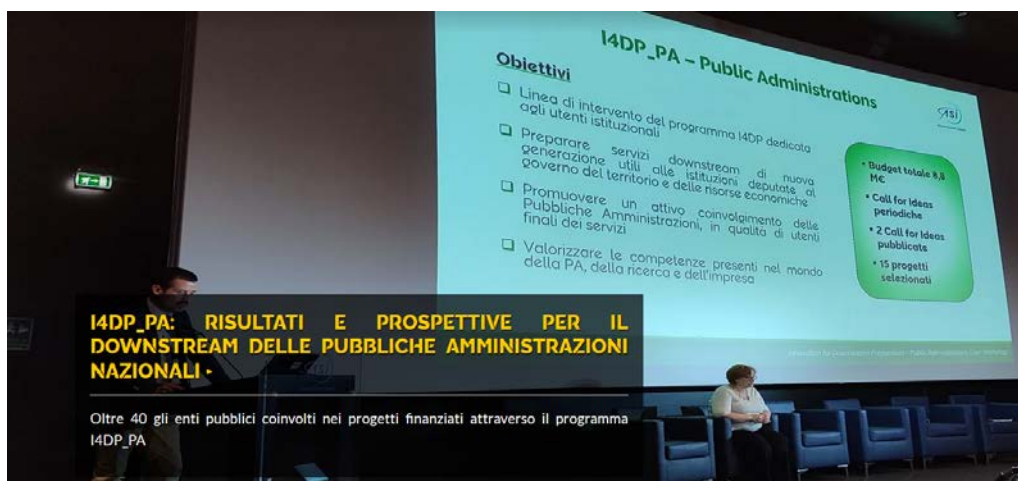 I4DP_PA – Public Administrations
Obiettivi
Linea di intervento del programma I4DP dedicata
agli utenti istituzionali
Preparare servizi downstream di nuova
generazione utili alle istituzioni deputate al
governo del territorio e delle risorse economiche
Promuovere un attivo coinvolgimento delle
Pubbliche Amministrazioni, in qualità di utenti
finali dei servizi
Valorizzare le competenze presenti nel mondo
della PA, della ricerca e dell'impresa
asi
• Budget totale 8,5
M€
• Call for Ideas
periodiche
• 2 Call for Ideas
pubblicate
• 15 progetti
selezionati
I4DP_PA: RISULTATI E PROSPETTIVE PER IL
DOWNSTREAM DELLE PUBBLICHE AMMINISTRAZIONI
NAZIONALI
Oltre 40 gli enti pubblici coinvolti nei progetti finanziati attraverso il programma
I4DP_PA